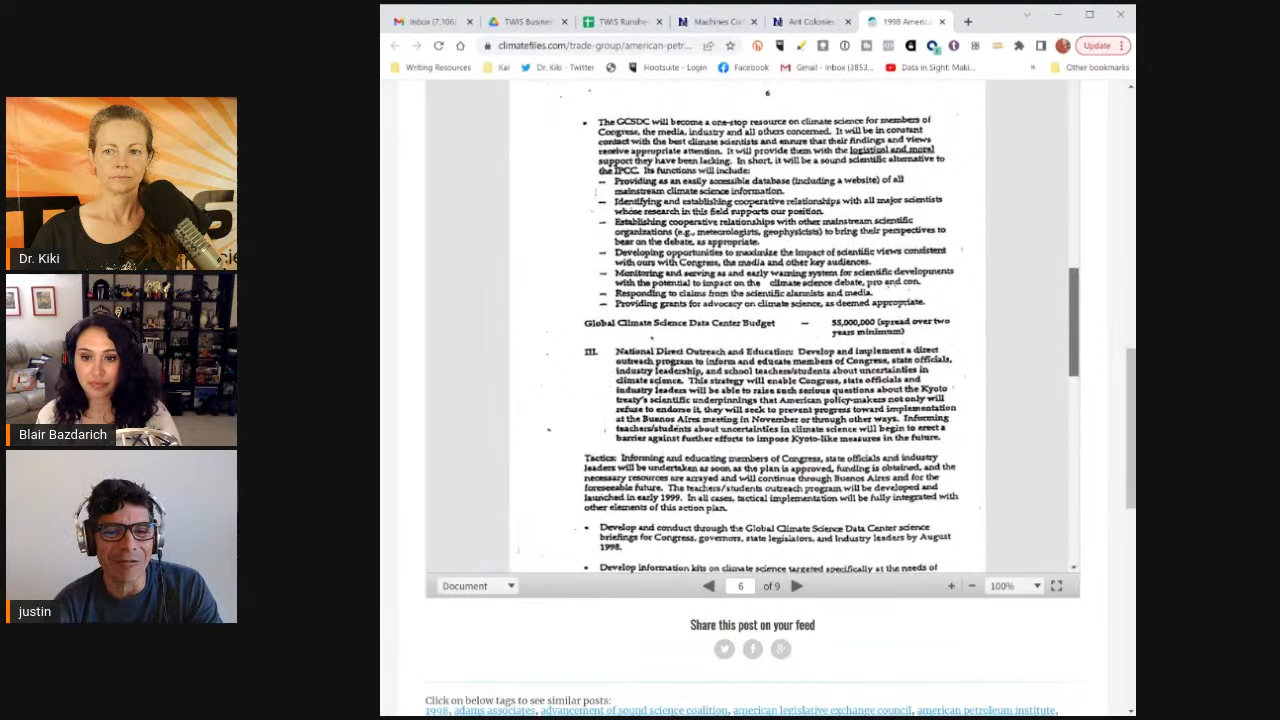 Inbox (7,106)
TWIS Busine
TWIS Runshe
Machines Ca
Ant Colonies
1998 Americ
climatefiles.com/trade-group/american-petr...
Update
Writing Resources
Kai
Dr. Kiki - Twitter
Hootsuite - Login
Facebook
Gmail - Inbox (3853...
Data in Sight: Maki...
»
Other bookmarks
6
• The GCSDC will become a one-stop resource on climate science for members of
Congress, the media, industry and all others concerned. It will be in constant
contact with the best climate scientists and ensure that their findings and views
receive appropriate attention. It will provide them with the logistical and moral
support they have been lacking. In short, it will be a sound scientific alternative to
the IPCC. Its functions will include:
— Providing as an easily accessible database (including a website) of all
mainstream climate science information.
— Identifying and establishing cooperative relationships with all major scientists
whose research in this field supports our position.
— Establishing cooperative relationships with other mainstream scientific
organizations (e.g., meteorologists, geophysicists) to bring their perspectives to
bear on the debate, as appropriate.
— Developing opportunities to maximize the impact of scientific views consistent
with ours with Congress, the media and other key audiences.
— Monitoring and serving as and early warning system for scientific developments
with the potential to impact on the climate science debate, pro and con.
— Responding to claims from the scientific alarmists and media.
— Providing grants for advocacy on climate science, as deemed appropriate.
Global Climate Science Data Center Budget — $5,000,000 (spread over two
years minimum)
III. National Direct Outreach and Education: Develop and implement a direct
outreach program to inform and educate members of Congress, state officials,
industry leadership, and school teachers/students about uncertainties in
climate science. This strategy will enable Congress, state officials and
industry leaders will be able to raise such serious questions about the Kyoto
treaty's scientific underpinnings that American policy-makers not only will
refuse to endorse it, they will seek to prevent progress toward implementation
at the Buenos Aires meeting in November or through other ways. Informing
teachers/students about uncertainties in climate science will begin to erect a
barrier against further efforts to impose Kyoto-like measures in the future.
Tactics: Informing and educating members of Congress, state officials and industry
leaders will be undertaken as soon as the plan is approved, funding is obtained, and the
necessary resources are arrayed and will continue through Buenos Aires and for the
foreseeable future. The teachers/students outreach program will be developed and
launched in early 1999. In all cases, tactical implementation will be fully integrated with
other elements of this action plan.
• Develop and conduct through the Global Climate Science Data Center science
briefings for Congress, governors, state legislators, and industry leaders by August
1998.
• Develop information kits on climate science targeted specifically at the needs of
Document
6 of 9
100%
Share this post on your feed
Click on below tags to see similar posts:
1998, adams associates, advancement of sound science coalition, american legislative exchange council, american petroleum institute,
Dr. Kiki
Blair Bazdarich
justin